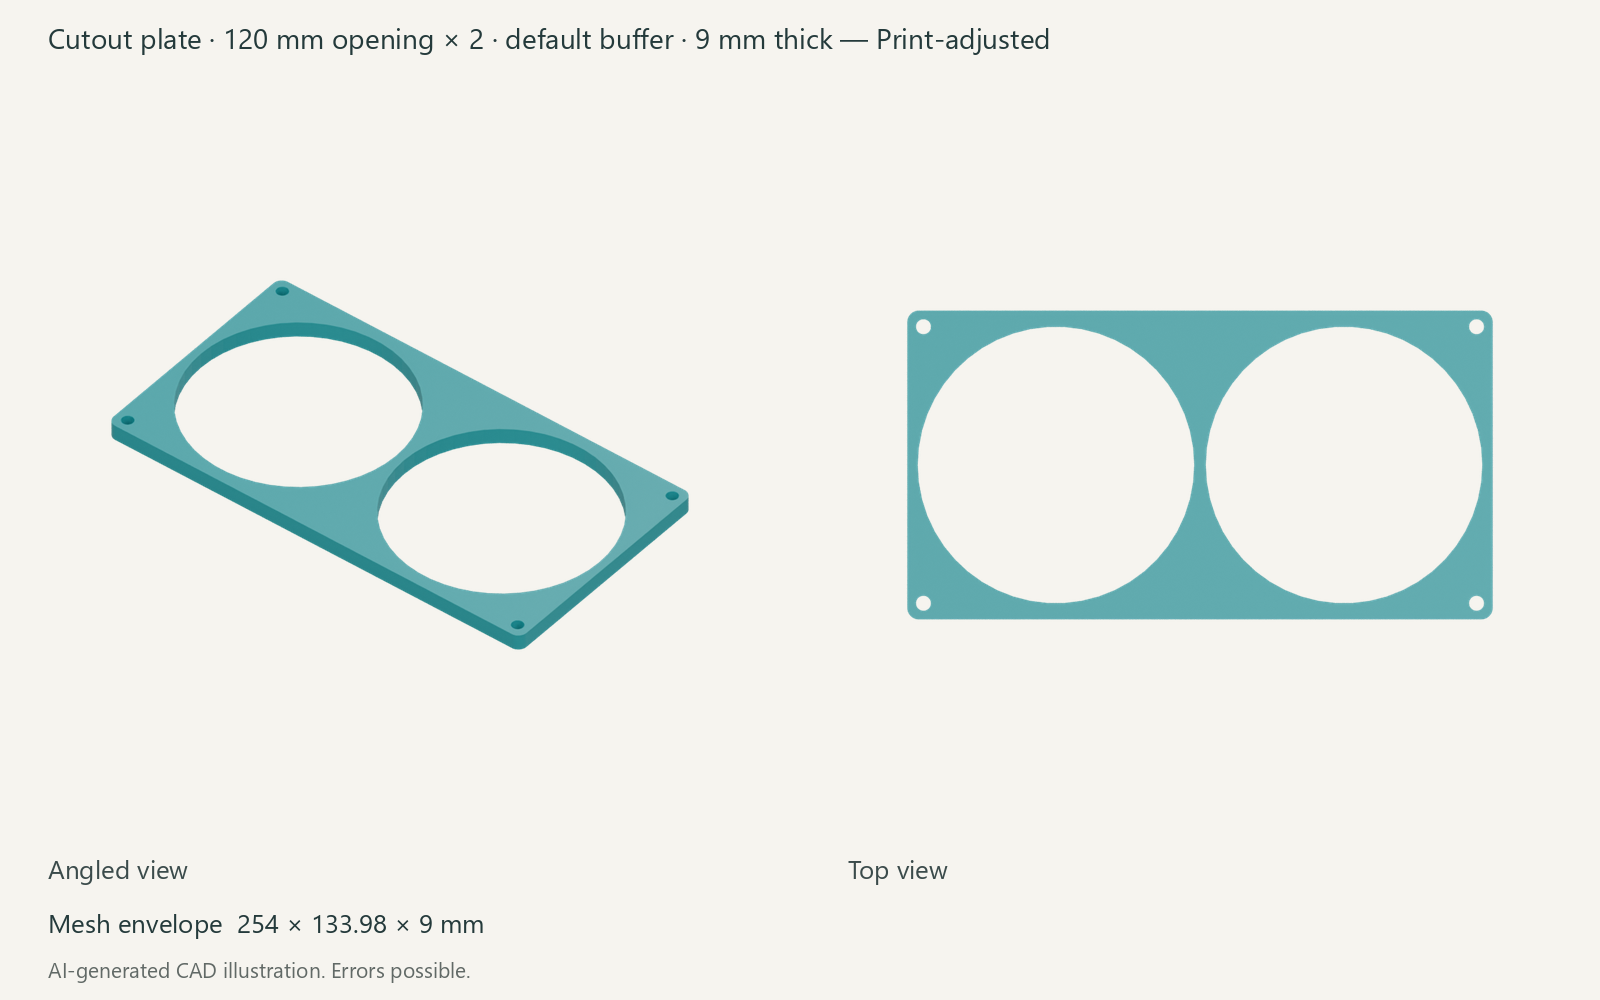 Cutout plate · 120 mm opening × 2 · default buffer · 9 mm thick — Print-adjusted
Angled view
Top view
Mesh envelope  254 × 133.98 × 9 mm
AI-generated CAD illustration. Errors possible.